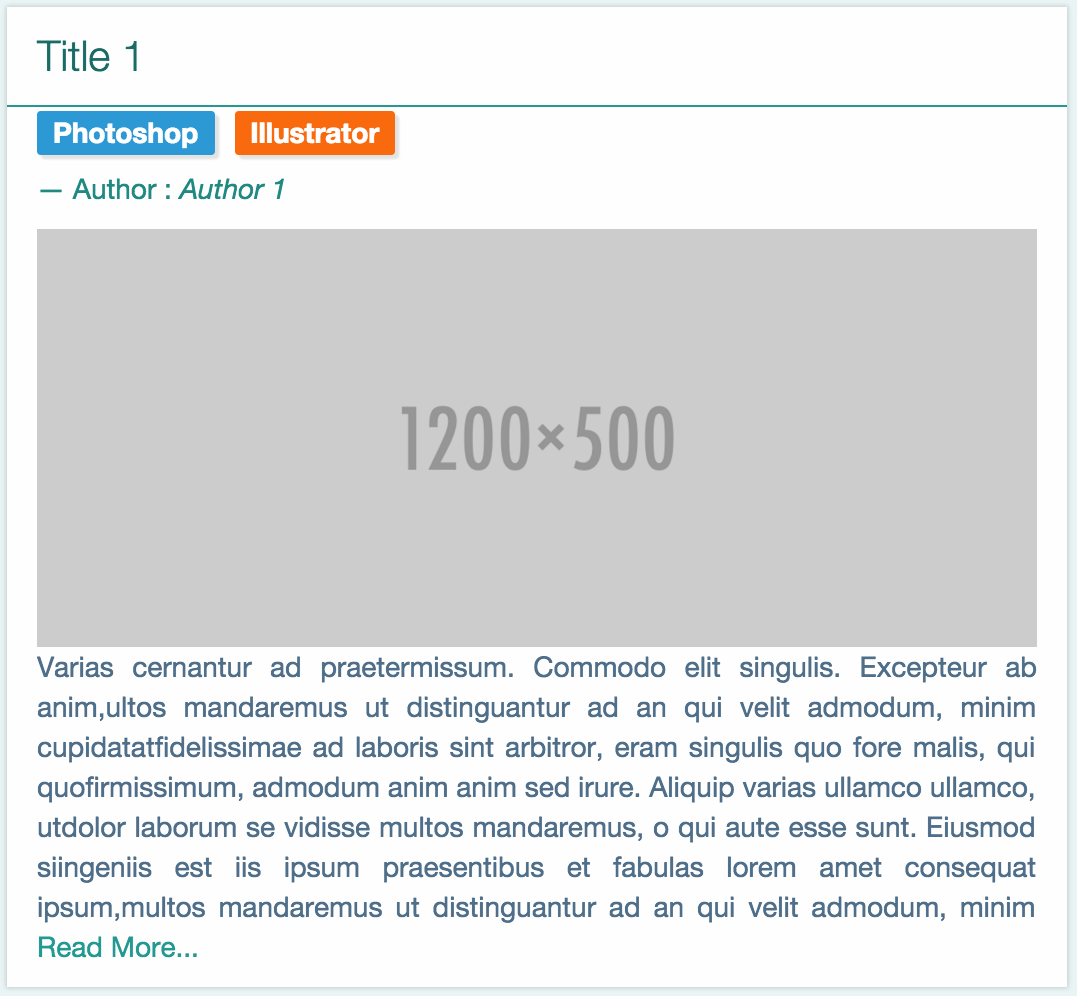 Title 1
Photoshop Illustrator
— Author : Author 1
1200×500
Varias cernantur ad praetermissum. Commodo elit singulis. Excepteur ab
anim,ultos mandaremus ut distinguantur ad an qui velit admodum, minim
cupidatatfidelissimae ad laboris sint arbitror, eram singulis quo fore malis, qui
quofirmissimum, admodum anim anim sed irure. Aliquip varias ullamco ullamco,
utdolor laborum se vidisse multos mandaremus, o qui aute esse sunt. Eiusmod
siingeniis est iis ipsum praesentibus et fabulas lorem amet consequat
ipsum,multos mandaremus ut distinguantur ad an qui velit admodum, minim
Read More...